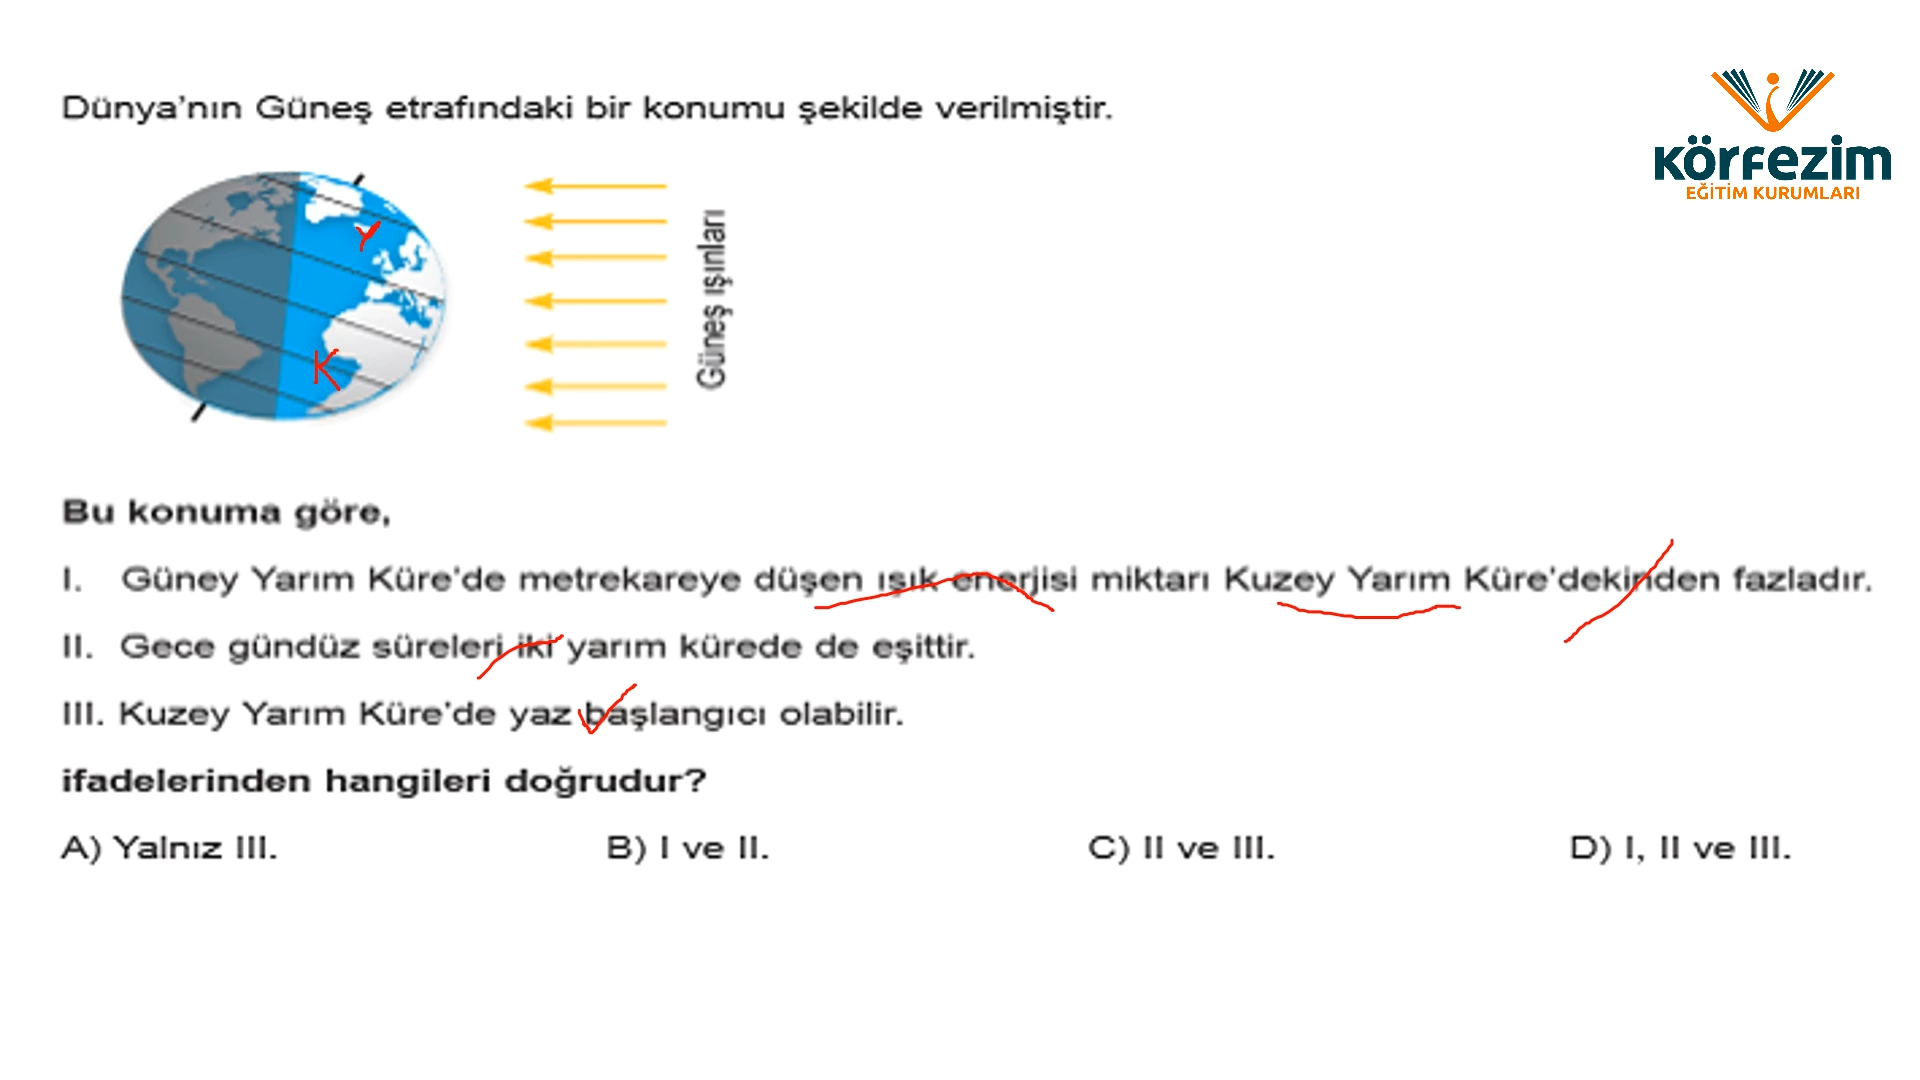 Dünya'nın Güneş etrafındaki bir konumu şekilde verilmiştir.
körfezim
EĞİTİM KURUMLARI
Y
K
Güneş ışınları
Bu konuma göre,
I. Güney Yarım Küre'de metrekareye düşen ışık enerjisi miktarı Kuzey Yarım Küre'dekinden fazladır.
II. Gece gündüz süreleri iki yarım kürede de eşittir.
III. Kuzey Yarım Küre'de yaz başlangıcı olabilir.
ifadelerinden hangileri doğrudur?
A) Yalnız III. B) I ve II. C) II ve III. D) I, II ve III.